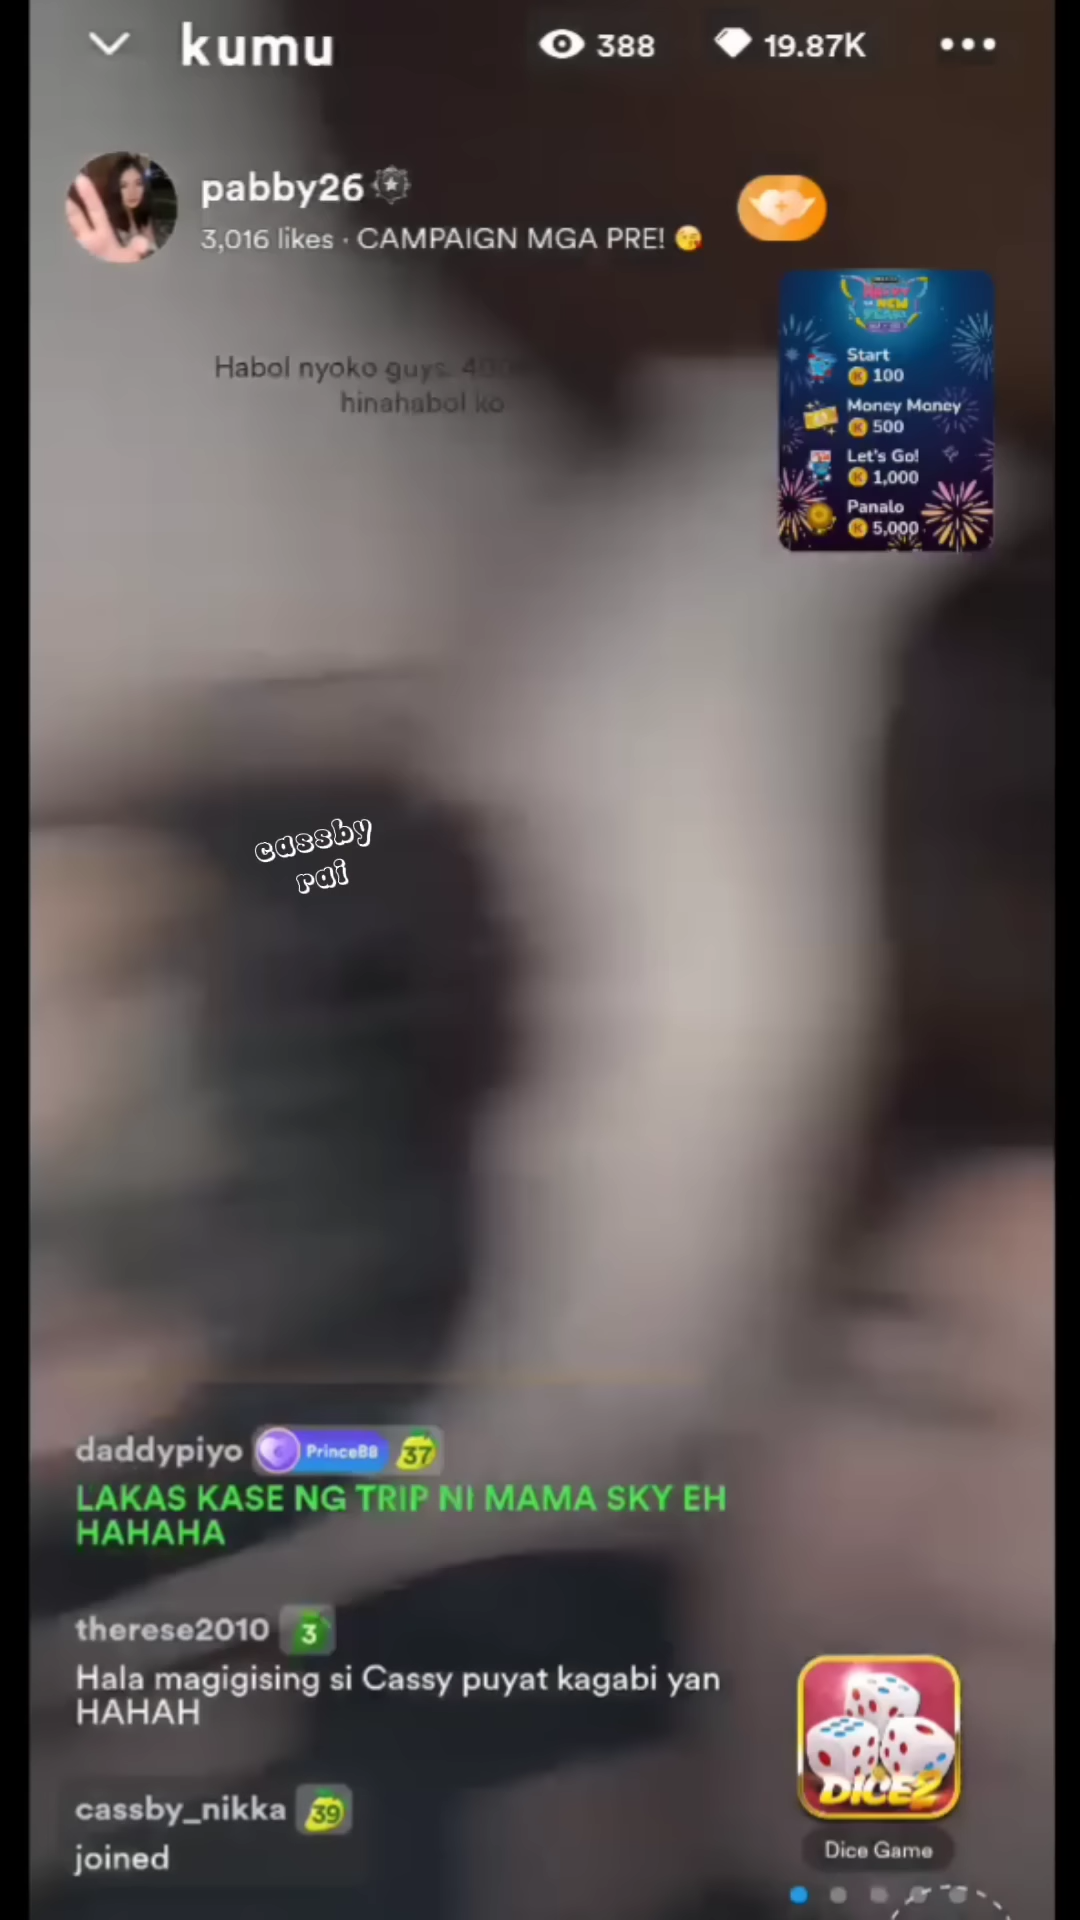 kumu 388 19.87K
pabby26
3,016 likes · CAMPAIGN MGA PRE! 😘
Start
100
Money Money
500
Let's Go!
1,000
Panalo
5,000
Habol nyoko guys.
hinahabol ko
cassby
rai
daddypiyo PrinceBB 37
LAKAS KASE NG TRIP NI MAMA SKY EH
HAHAHA
therese2010 3
Hala magigising si Cassy puyat kagabi yan
HAHAH
cassby_nikka 39
joined
DICE2
Dice Game